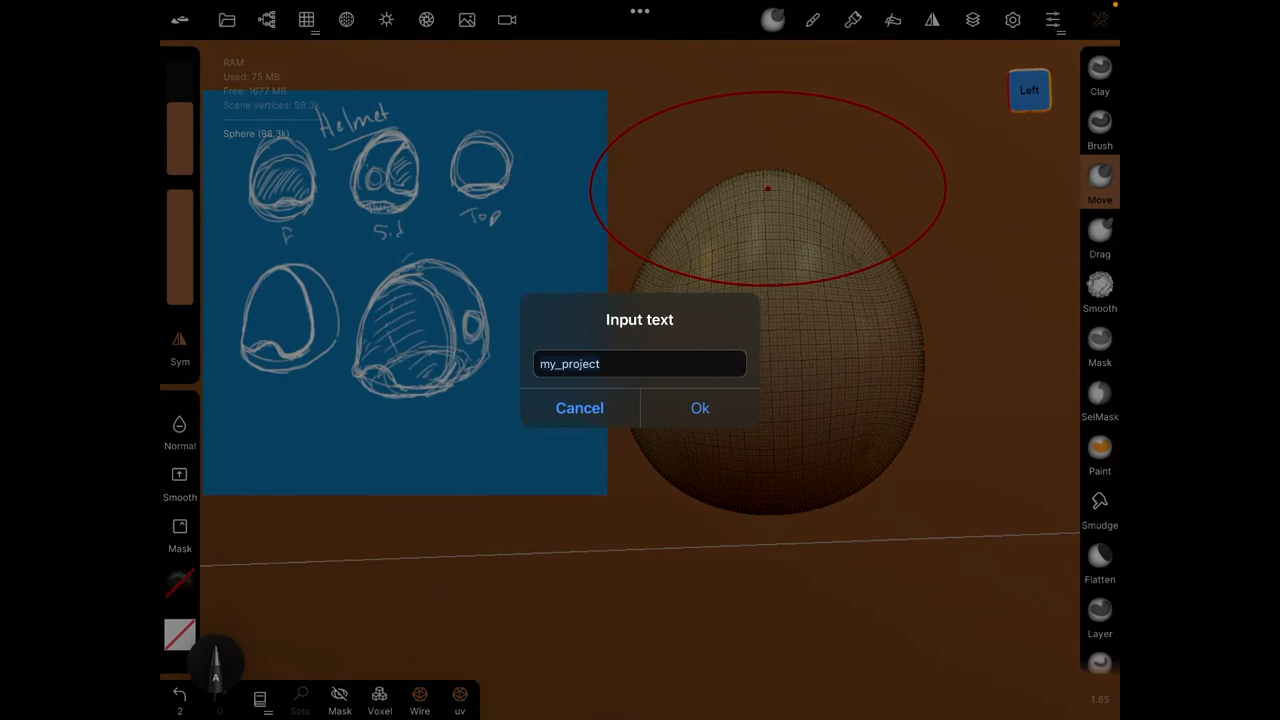 RAM
Used: 75 MB
Free: 1677 MB
Scene vertices: 98.3k
Sphere (98.3k)
Helmet
F
Sid
Top
Left
Input text
my_project
Cancel
Ok
Sym
Normal
Smooth
Mask
A
2
0
Solo
Mask
Voxel
Wire
uv
Clay
Brush
Move
Drag
Smooth
Mask
SelMask
Paint
Smudge
Flatten
Layer
1.65